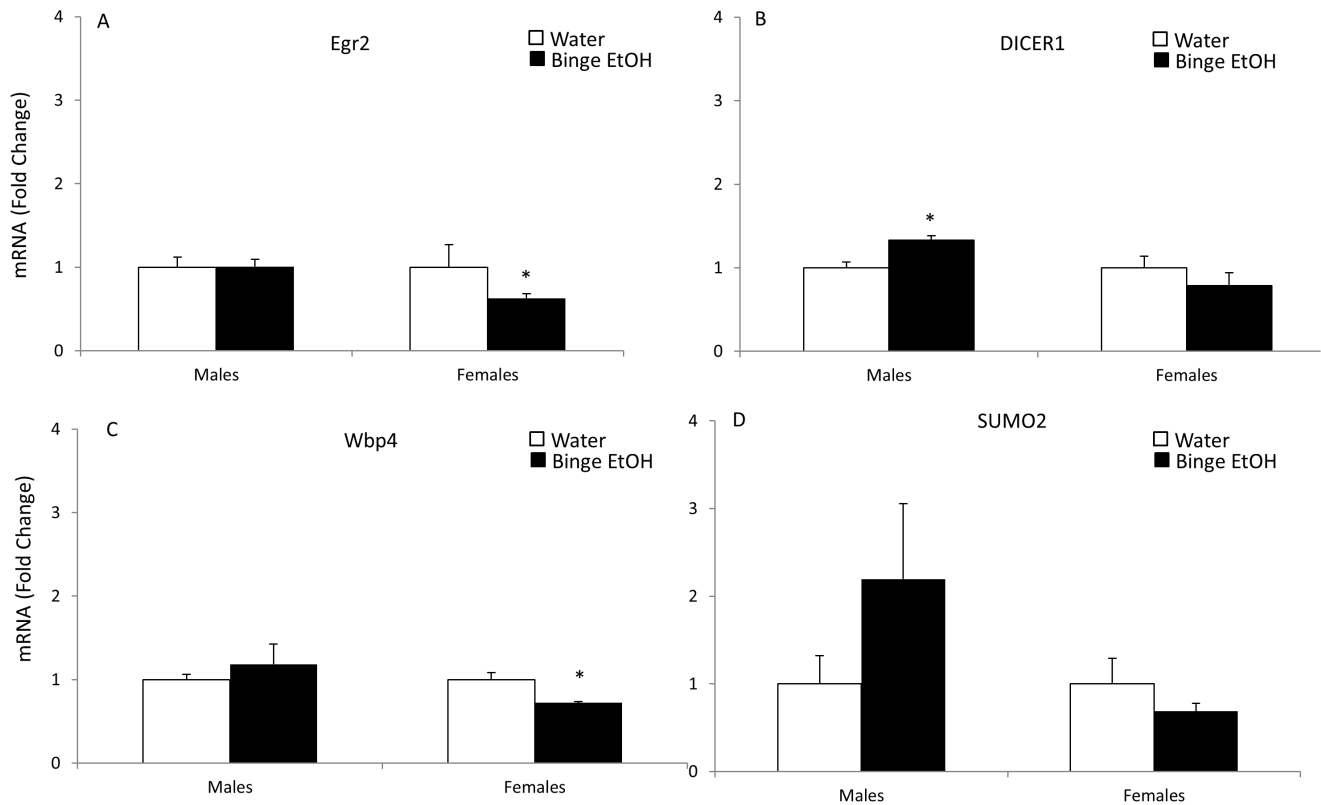 A
Egr2
Water
Binge EtOH
mRNA (Fold Change)
4
3
2
1
0
*
Males
Females
B
DICER1
Water
Binge EtOH
4
3
2
1
0
*
Males
Females
C
Wbp4
Water
Binge EtOH
mRNA (Fold Change)
4
3
2
1
0
*
Males
Females
D
SUMO2
Water
Binge EtOH
4
3
2
1
0
Males
Females